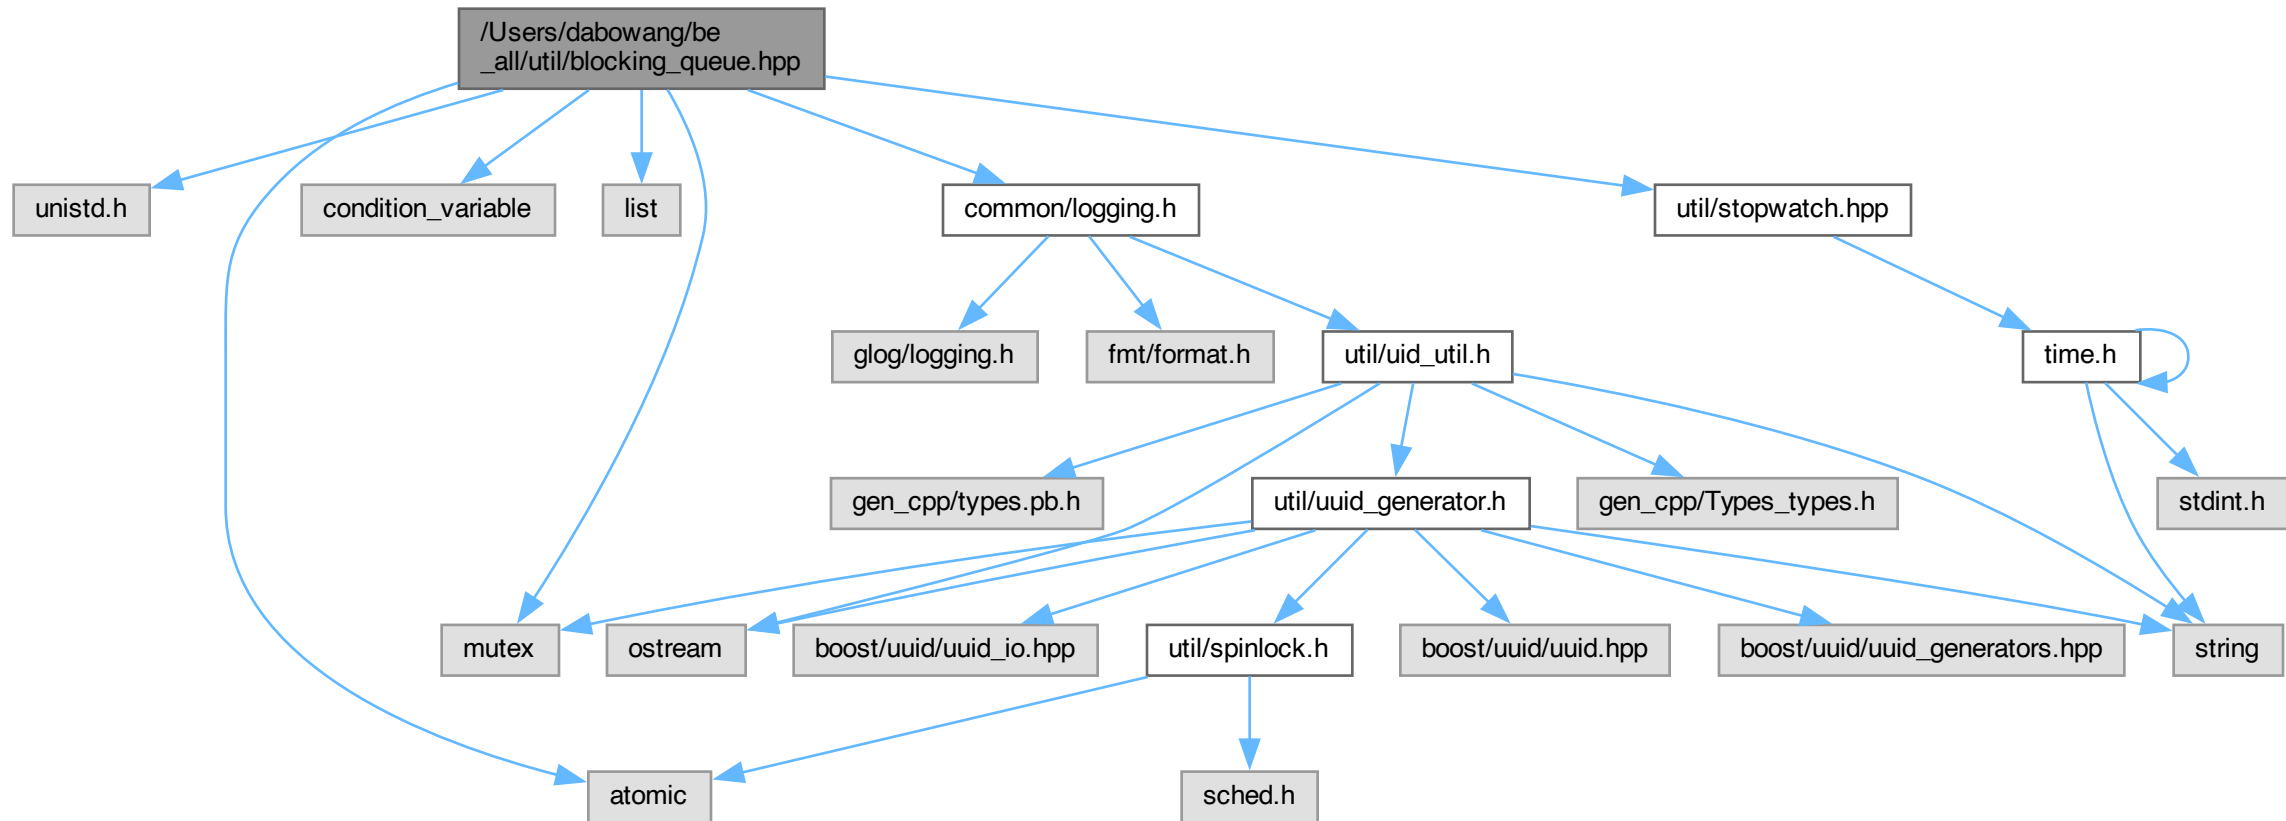 /Users/dabowang/be
_all/util/blocking_queue.hpp
unistd.h
condition_variable
list
common/logging.h
util/stopwatch.hpp
glog/logging.h
fmt/format.h
util/uid_util.h
time.h
gen_cpp/types.pb.h
util/uuid_generator.h
gen_cpp/Types_types.h
stdint.h
mutex
ostream
boost/uuid/uuid_io.hpp
util/spinlock.h
boost/uuid/uuid.hpp
boost/uuid/uuid_generators.hpp
string
atomic
sched.h